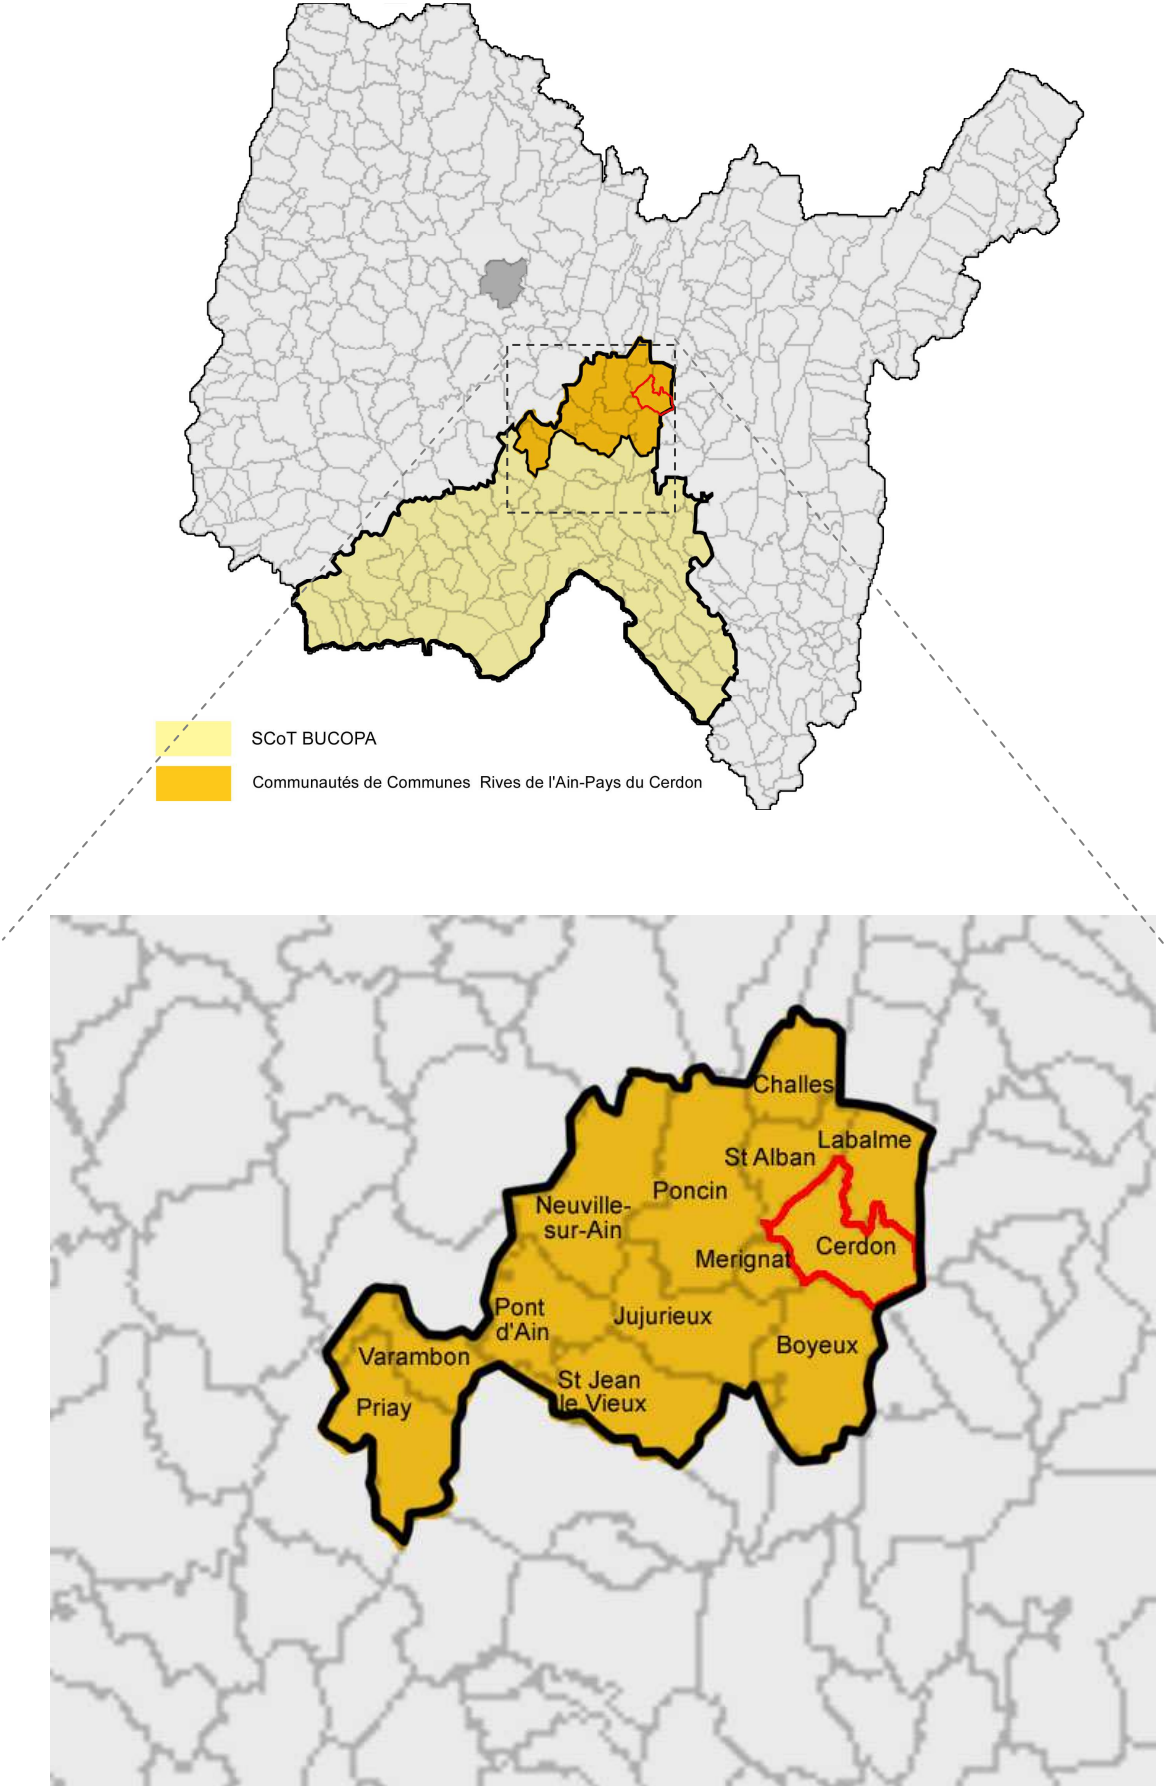 SCoT BUCOPA
Communautés de Communes Rives de l'Ain-Pays du Cerdon
Challes
Labalme
St Alban
Poncin
Neuville-
sur-Ain
Cerdon
Merignat
Pont
d'Ain
Jujurieux
Boyeux
Varambon
St Jean
le Vieux
Priay